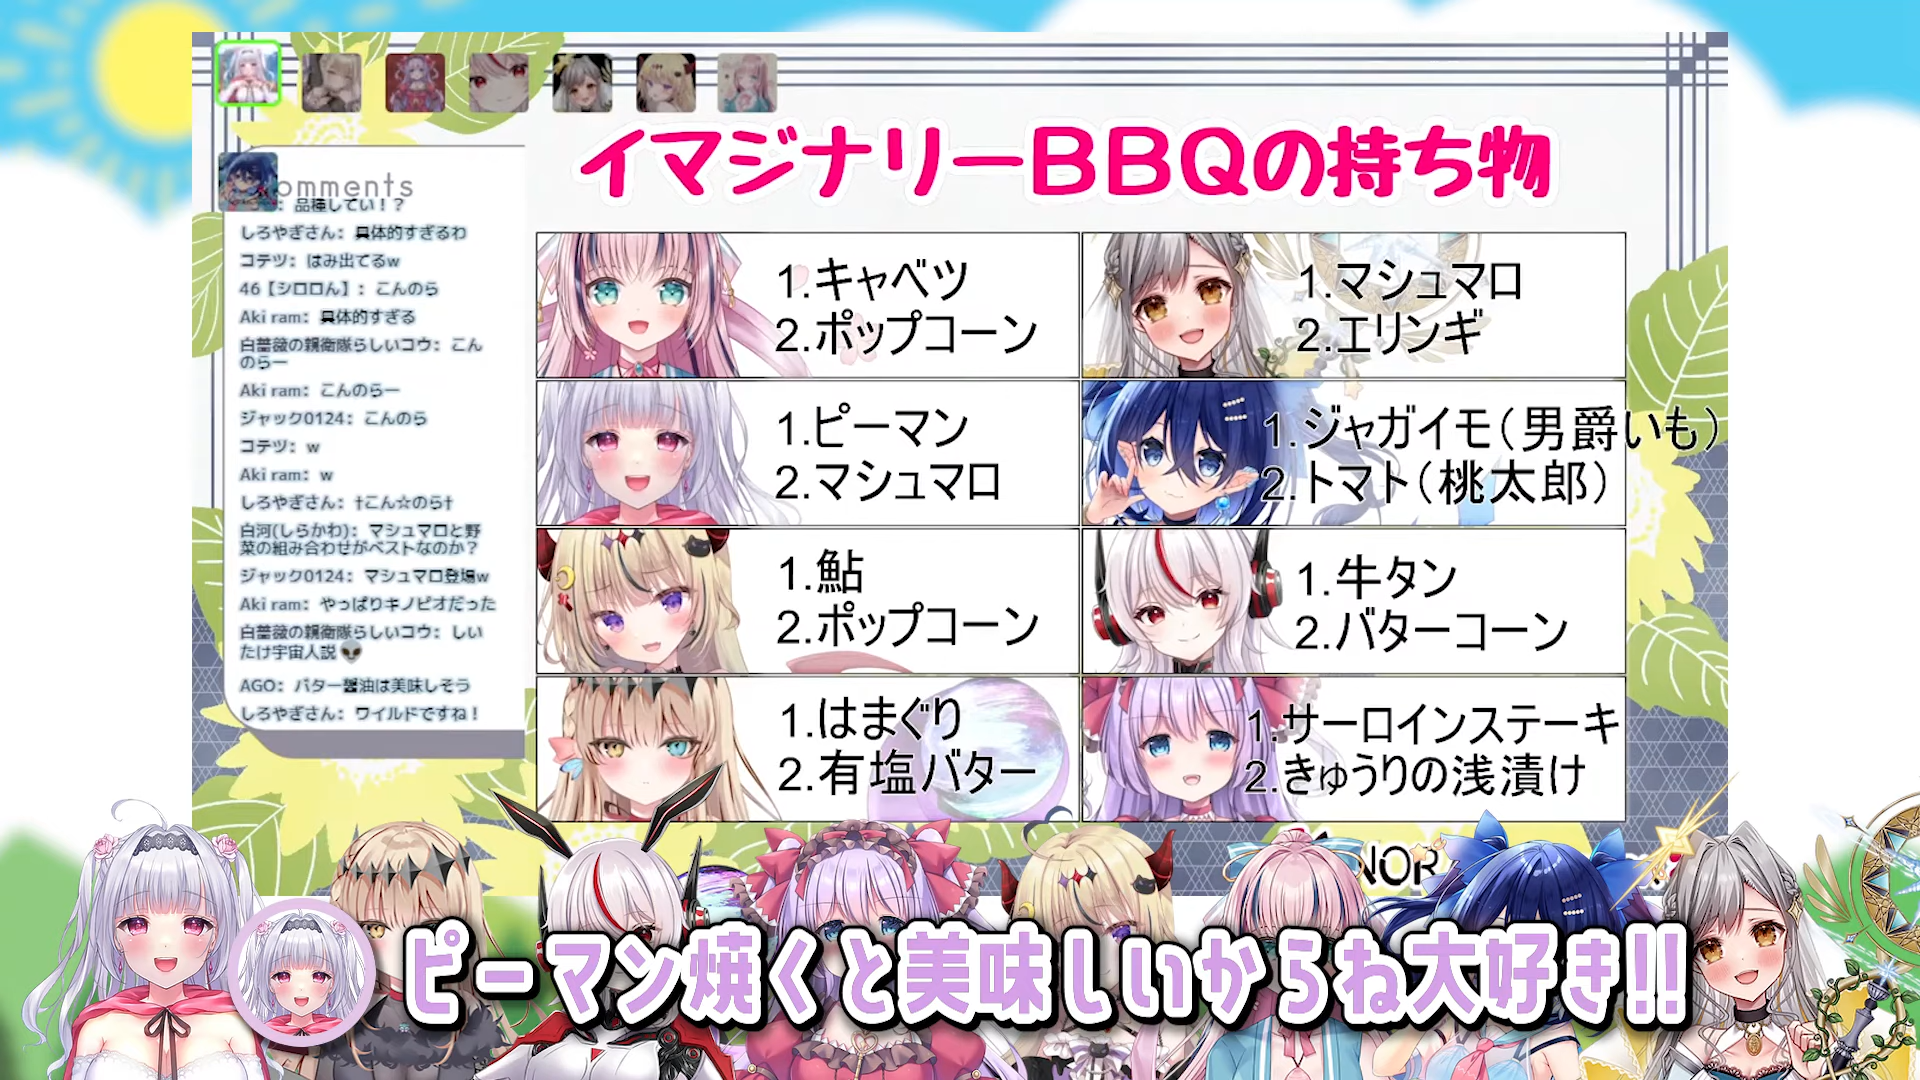 イマジナリーBBQの持ち物
omments
：品種してい！？
しろやぎさん：具体的すぎるわ
コテツ：はみ出てるw
46【シロロん】：こんのら
Aki ram：具体的すぎる
白薔薇の親衛隊らしいコウ：こん
のらー
Aki ram：こんのらー
ジャック0124：こんのら
コテツ：w
Aki ram：w
しろやぎさん：†こん☆のら†
白河(しらかわ)：マシュマロと野
菜の組み合わせがベストなのか？
ジャック0124：マシュマロ登場w
Aki ram：やっぱりキノピオだった
白薔薇の親衛隊らしいコウ：しい
たけ宇宙人説👽
AGO：バター醤油は美味しそう
しろやぎさん：ワイルドですね！
1.キャベツ
2.ポップコーン
1.マシュマロ
2.エリンギ
1.ピーマン
2.マシュマロ
1.ジャガイモ（男爵いも）
2.トマト（桃太郎）
1.鮎
2.ポップコーン
1.牛タン
2.バターコーン
1.はまぐり
2.有塩バター
1.サーロインステーキ
2.きゅうりの浅漬け
NOR
ピーマン焼くと美味しいからね大好き!!